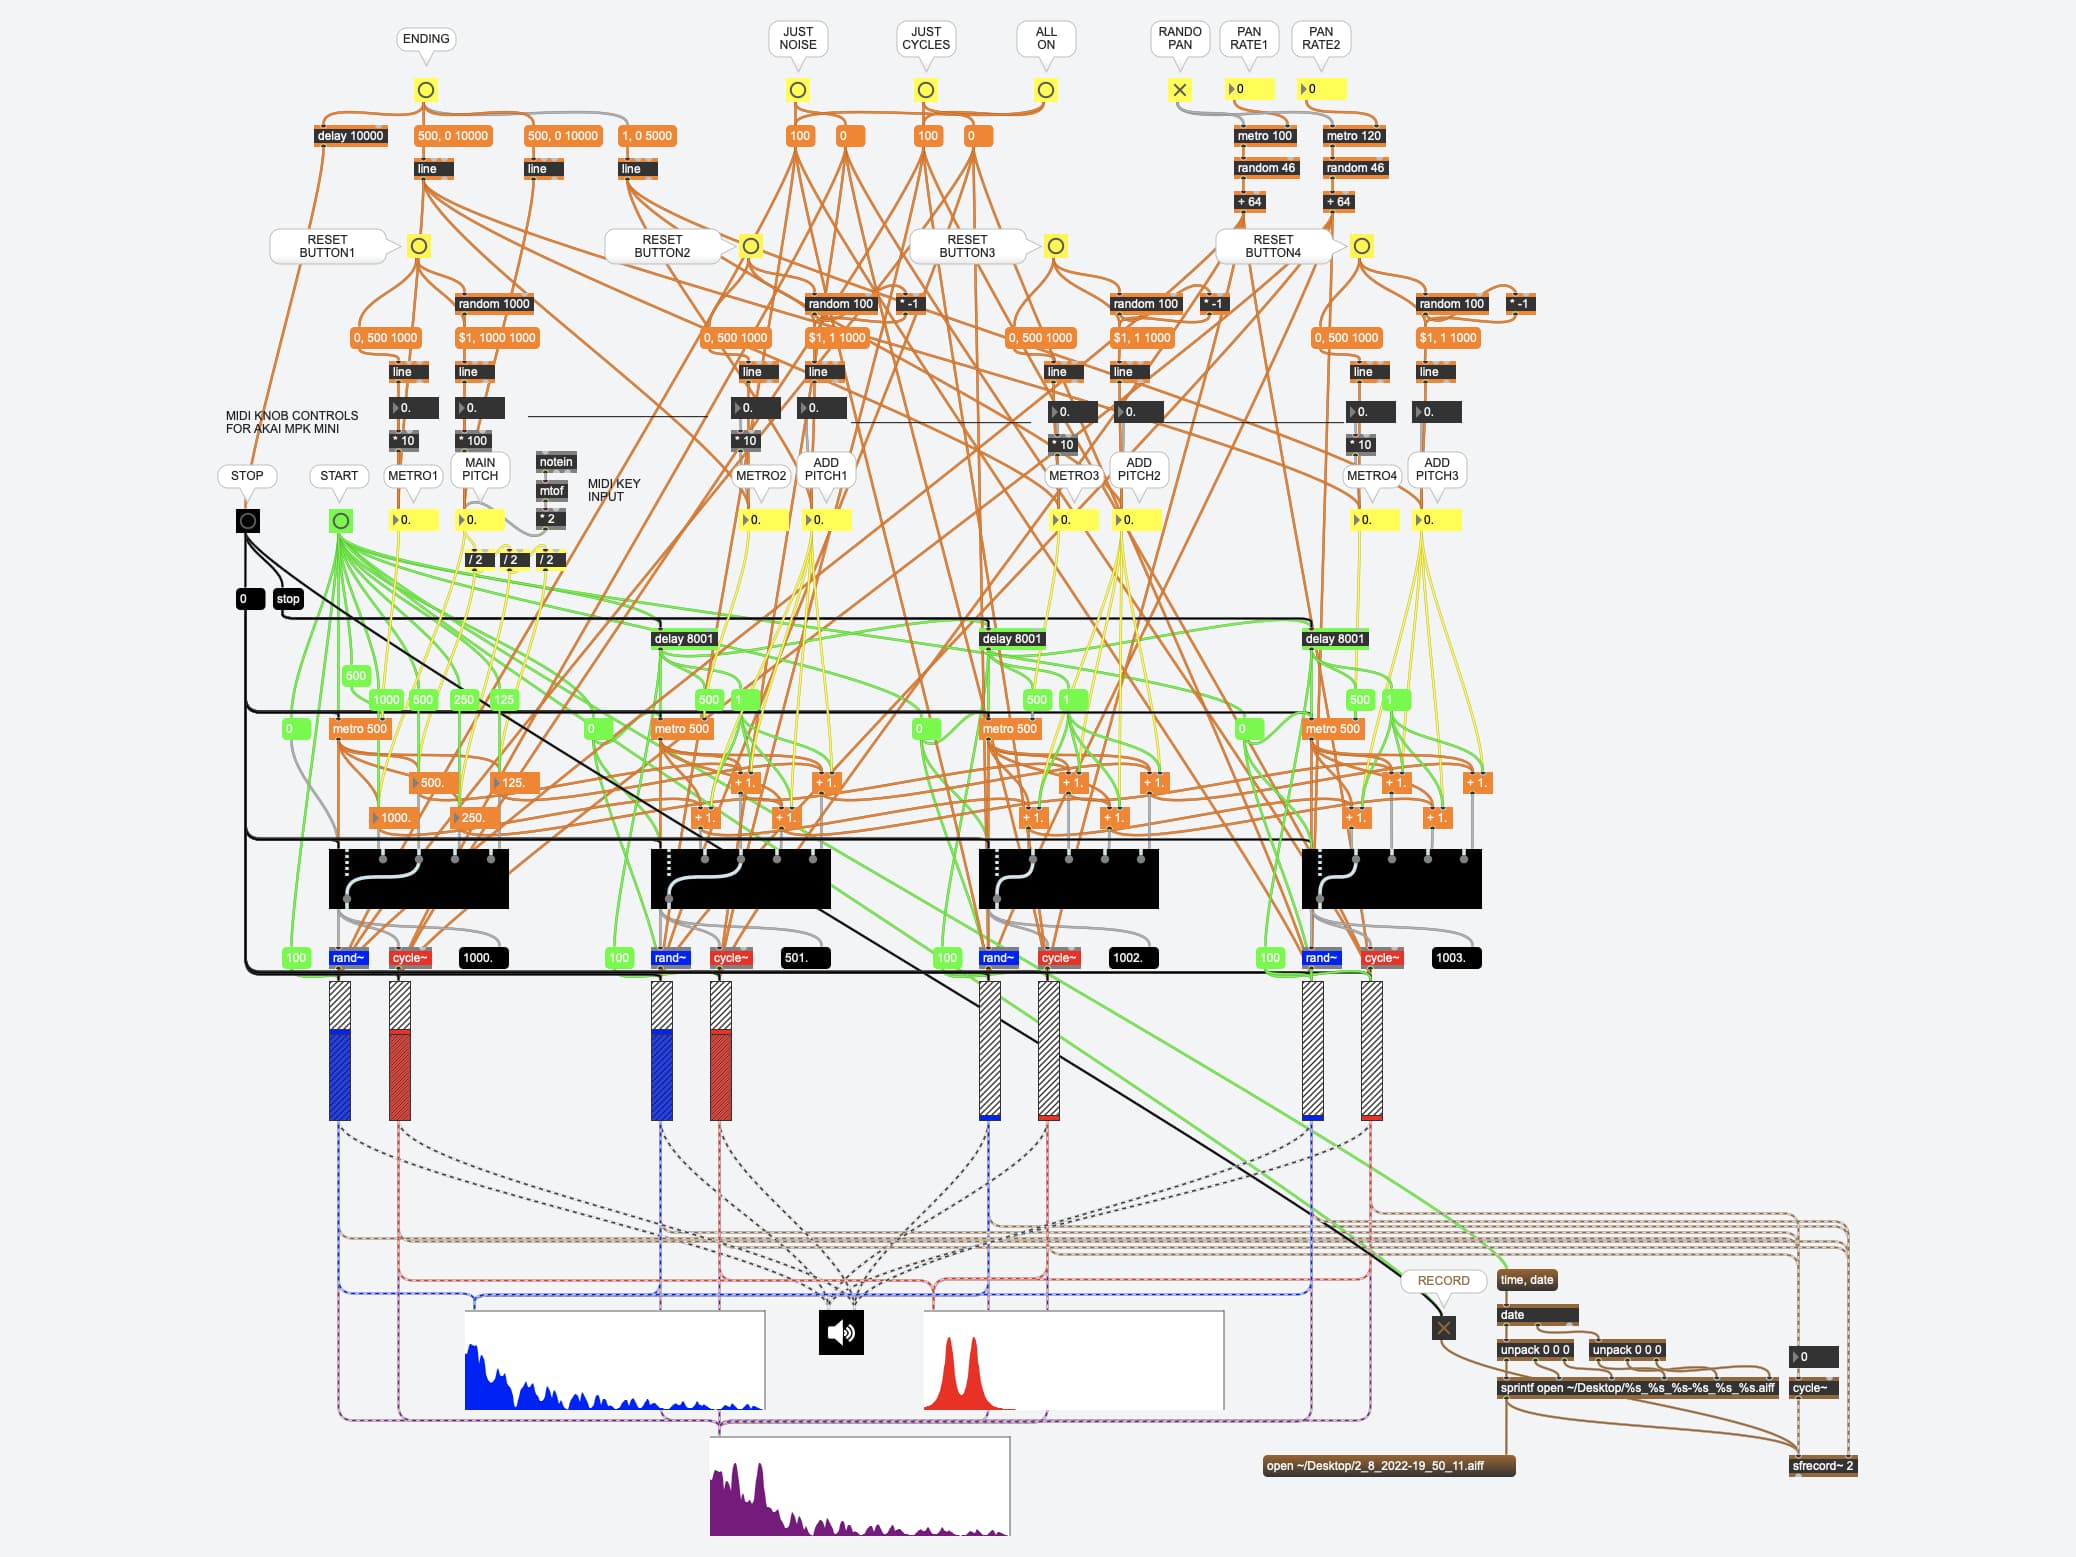 ENDING
JUST
NOISE
JUST
CYCLES
ALL
ON
RANDO
PAN
PAN
RATE1
PAN
RATE2
0
0
delay 10000
500, 0 10000
500, 0 10000
1, 0 5000
100
0
100
0
metro 100
metro 120
line
line
line
random 46
random 46
+ 64
+ 64
RESET
BUTTON1
RESET
BUTTON2
RESET
BUTTON3
RESET
BUTTON4
random 1000
random 100
* -1
random 100
* -1
random 100
* -1
0, 500 1000
$1, 1000 1000
0, 500 1000
$1, 1 1000
0, 500 1000
$1, 1 1000
0, 500 1000
$1, 1 1000
line
line
line
line
line
line
line
line
MIDI KNOB CONTROLS
FOR AKAI MPK MINI
0.
0.
0.
0.
0.
0.
0.
0.
* 10
* 100
* 10
* 10
* 10
STOP
START
METRO1
MAIN
PITCH
notein
mtof
* 2
MIDI KEY
INPUT
METRO2
ADD
PITCH1
METRO3
ADD
PITCH2
METRO4
ADD
PITCH3
0.
0.
0.
0.
0.
0.
0.
0.
/ 2
/ 2
/ 2
0
stop
delay 8001
delay 8001
delay 8001
500
1000
500
250
125
500
1
500
1
500
1
0
metro 500
0
metro 500
0
metro 500
0
metro 500
500.
125.
+ 1.
+ 1.
+ 1.
+ 1.
+ 1.
+ 1.
1000.
250.
+ 1.
+ 1.
+ 1.
+ 1.
+ 1.
+ 1.
100
rand~
cycle~
1000.
100
rand~
cycle~
501.
100
rand~
cycle~
1002.
100
rand~
cycle~
1003.
RECORD
time, date
date
unpack 0 0 0
unpack 0 0 0
0
sprintf open ~/Desktop/%s_%s_%s-%s_%s_%s.aiff
cycle~
open ~/Desktop/2_8_2022-19_50_11.aiff
sfrecord~ 2